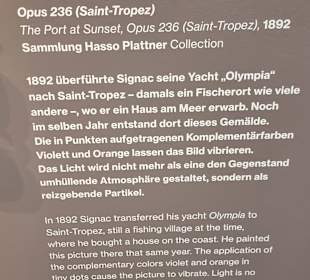 Opus 236 (Saint-Tropez)
The Port at Sunset, Opus 236 (Saint-Tropez), 1892
Sammlung Hasso Plattner Collection
1892 überführte Signac seine Yacht „Olympia“
nach Saint-Tropez – damals ein Fischerort wie viele
andere –, wo er ein Haus am Meer erwarb. Noch
im selben Jahr entstand dort dieses Gemälde.
Die in Punkten aufgetragenen Komplementärfarben
Violett und Orange lassen das Bild vibrieren.
Das Licht wird nicht mehr als eine den Gegenstand
umhüllende Atmosphäre gestaltet, sondern als
reizgebende Partikel.
In 1892 Signac transferred his yacht Olympia to
Saint-Tropez, still a fishing village at the time,
where he bought a house on the coast. He painted
this picture there that same year. The application of
the complementary colors violet and orange in
tiny dots cause the picture to vibrate. Light is no